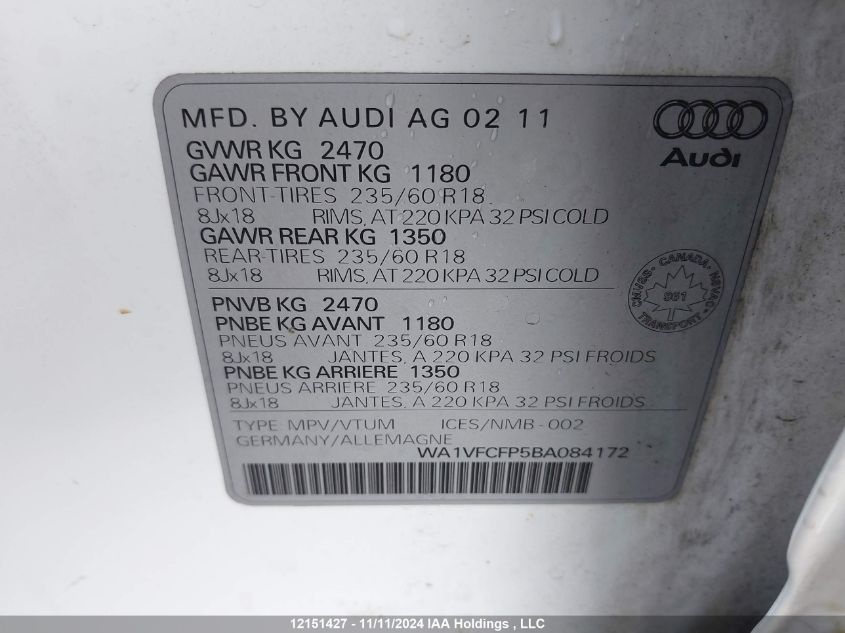 MFD. BY AUDI AG 02 11
Audi
GVWR KG 2470
GAWR FRONT KG 1180
FRONT-TIRES 235/60 R18
8Jx18 RIMS, AT 220 KPA 32 PSI COLD
GAWR REAR KG 1350
REAR-TIRES 235/60 R18
8Jx18 RIMS, AT 220 KPA 32 PSI COLD
CMVSS - CANADA - NSVAC
961
TRANSPORT
PNVB KG 2470
PNBE KG AVANT 1180
PNEUS AVANT 235/60 R18
8Jx18 JANTES, A 220 KPA 32 PSI FROIDS
PNBE KG ARRIERE 1350
PNEUS ARRIERE 235/60 R18
8Jx18 JANTES, A 220 KPA 32 PSI FROIDS
TYPE: MPV/VTUM ICES/NMB - 002
GERMANY/ALLEMAGNE
WA1VFCFP5BA084172
12151427 - 11/11/2024 IAA Holdings , LLC